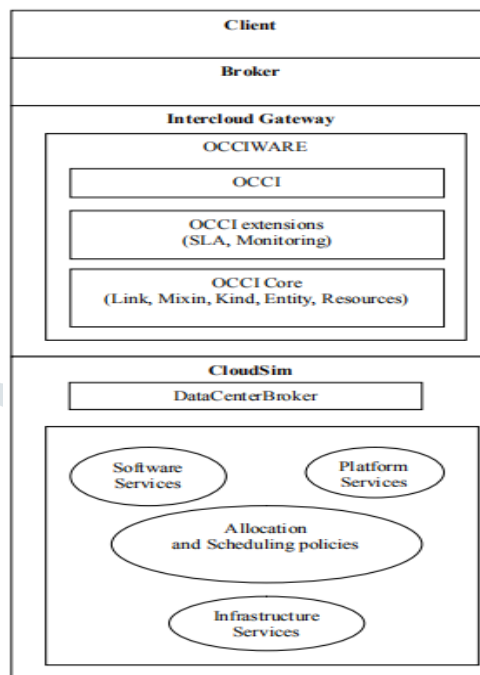 Client
Broker
Intercloud Gateway
OCCIWARE
OCCI
OCCI extensions
(SLA, Monitoring)
OCCI Core
(Link, Mixin, Kind, Entity, Resources)
CloudSim
DataCenterBroker
Software
Services
Platform
Services
Allocation
and Scheduling policies
Infrastructure
Services